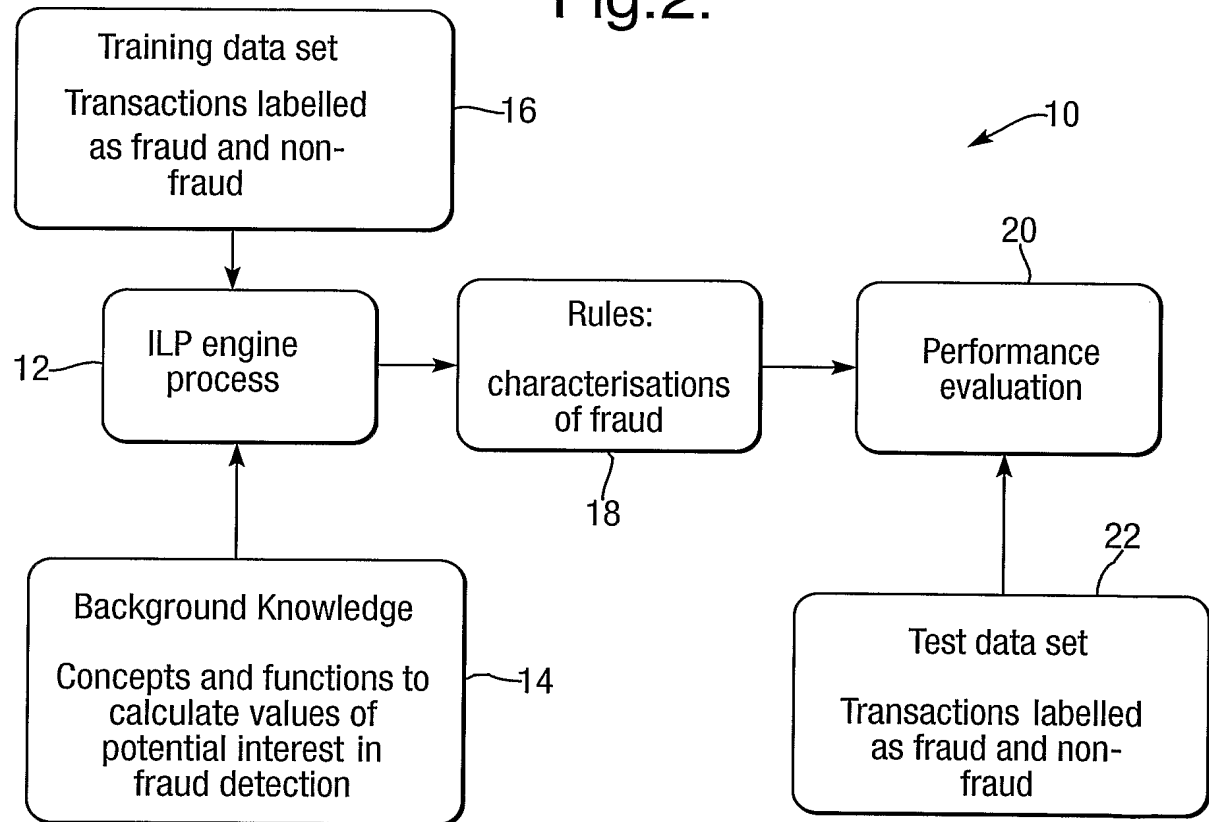 Fig.2.
Training data set
Transactions labelled
as fraud and non-
fraud
16
10
20
12
ILP engine
process
Rules:
characterisations
of fraud
18
Performance
evaluation
22
Background Knowledge
Concepts and functions to
calculate values of
potential interest in
fraud detection
14
Test data set
Transactions labelled
as fraud and non-
fraud